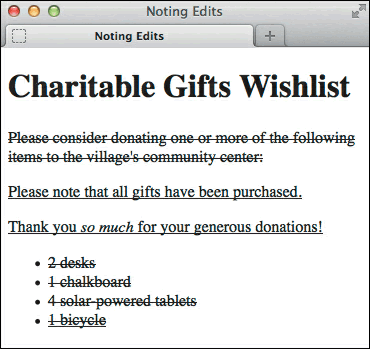 Noting Edits
Noting Edits
Charitable Gifts Wishlist
Please consider donating one or more of the following
items to the village's community center:
Please note that all gifts have been purchased.
Thank you so much for your generous donations!
2 desks
1 chalkboard
4 solar-powered tablets
1 bicycle